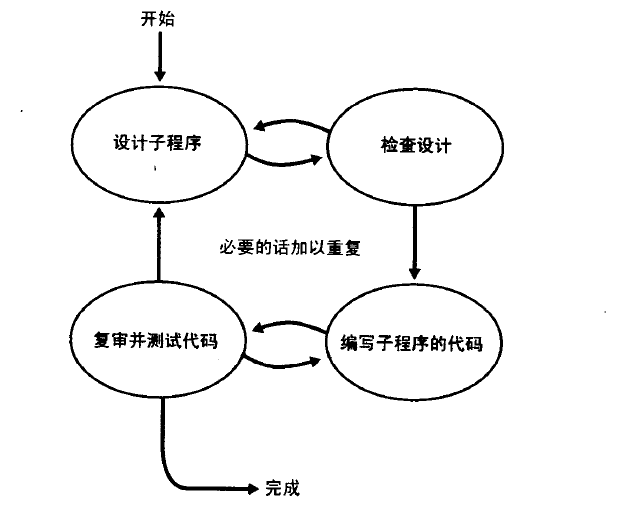 开始
设计子程序
检查设计
必要的话加以重复
复审并测试代码
编写子程序的代码
完成